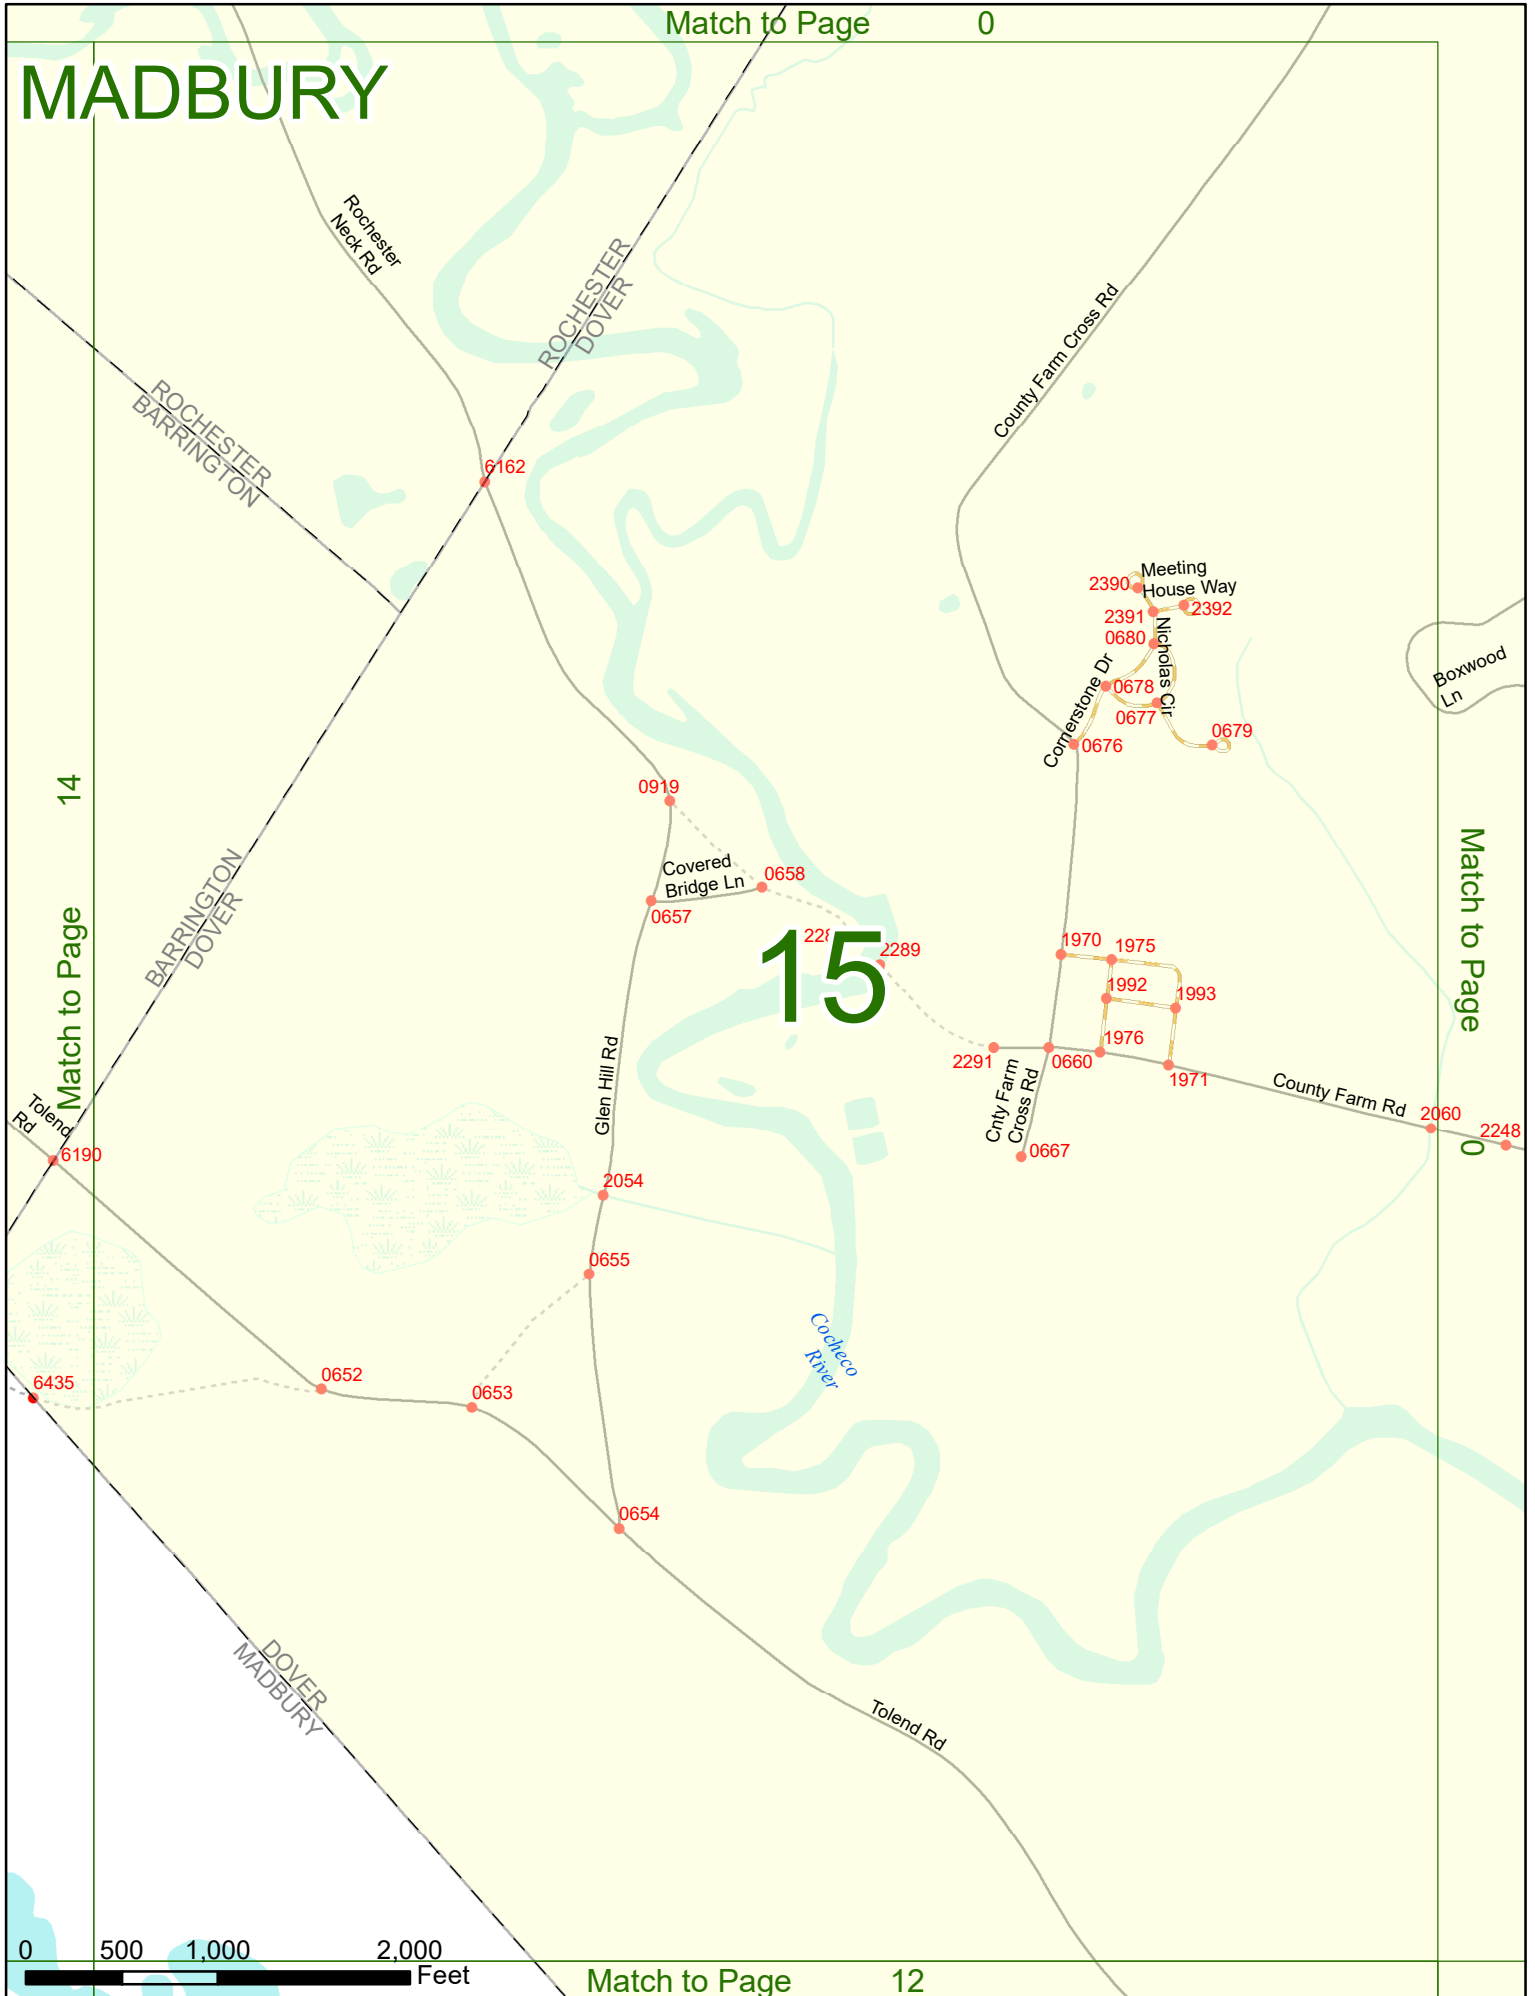 Match to Page 0
MADBURY
Rochester
Neck Rd
ROCHESTER
DOVER
County Farm Cross Rd
ROCHESTER
BARRINGTON
6162
Meeting
House Way
2390
2391
2392
0680
Nicholas Cir
Cornerstone Dr
0678
0677
0676
0679
Boxwood
Ln
14
Match to Page
0919
Covered
Bridge Ln
0658
0657
BARRINGTON
DOVER
15
2289
1970
1975
1992
1993
1976
1971
2291
0660
Cnty Farm
Cross Rd
0667
County Farm Rd
2060
2248
Match to Page
0
Glen Hill Rd
Tolend
Rd
6190
2054
0655
Cocheco
River
6435
0652
0653
0654
DOVER
MADBURY
Tolend Rd
0 500 1,000 2,000
Feet
Match to Page 12